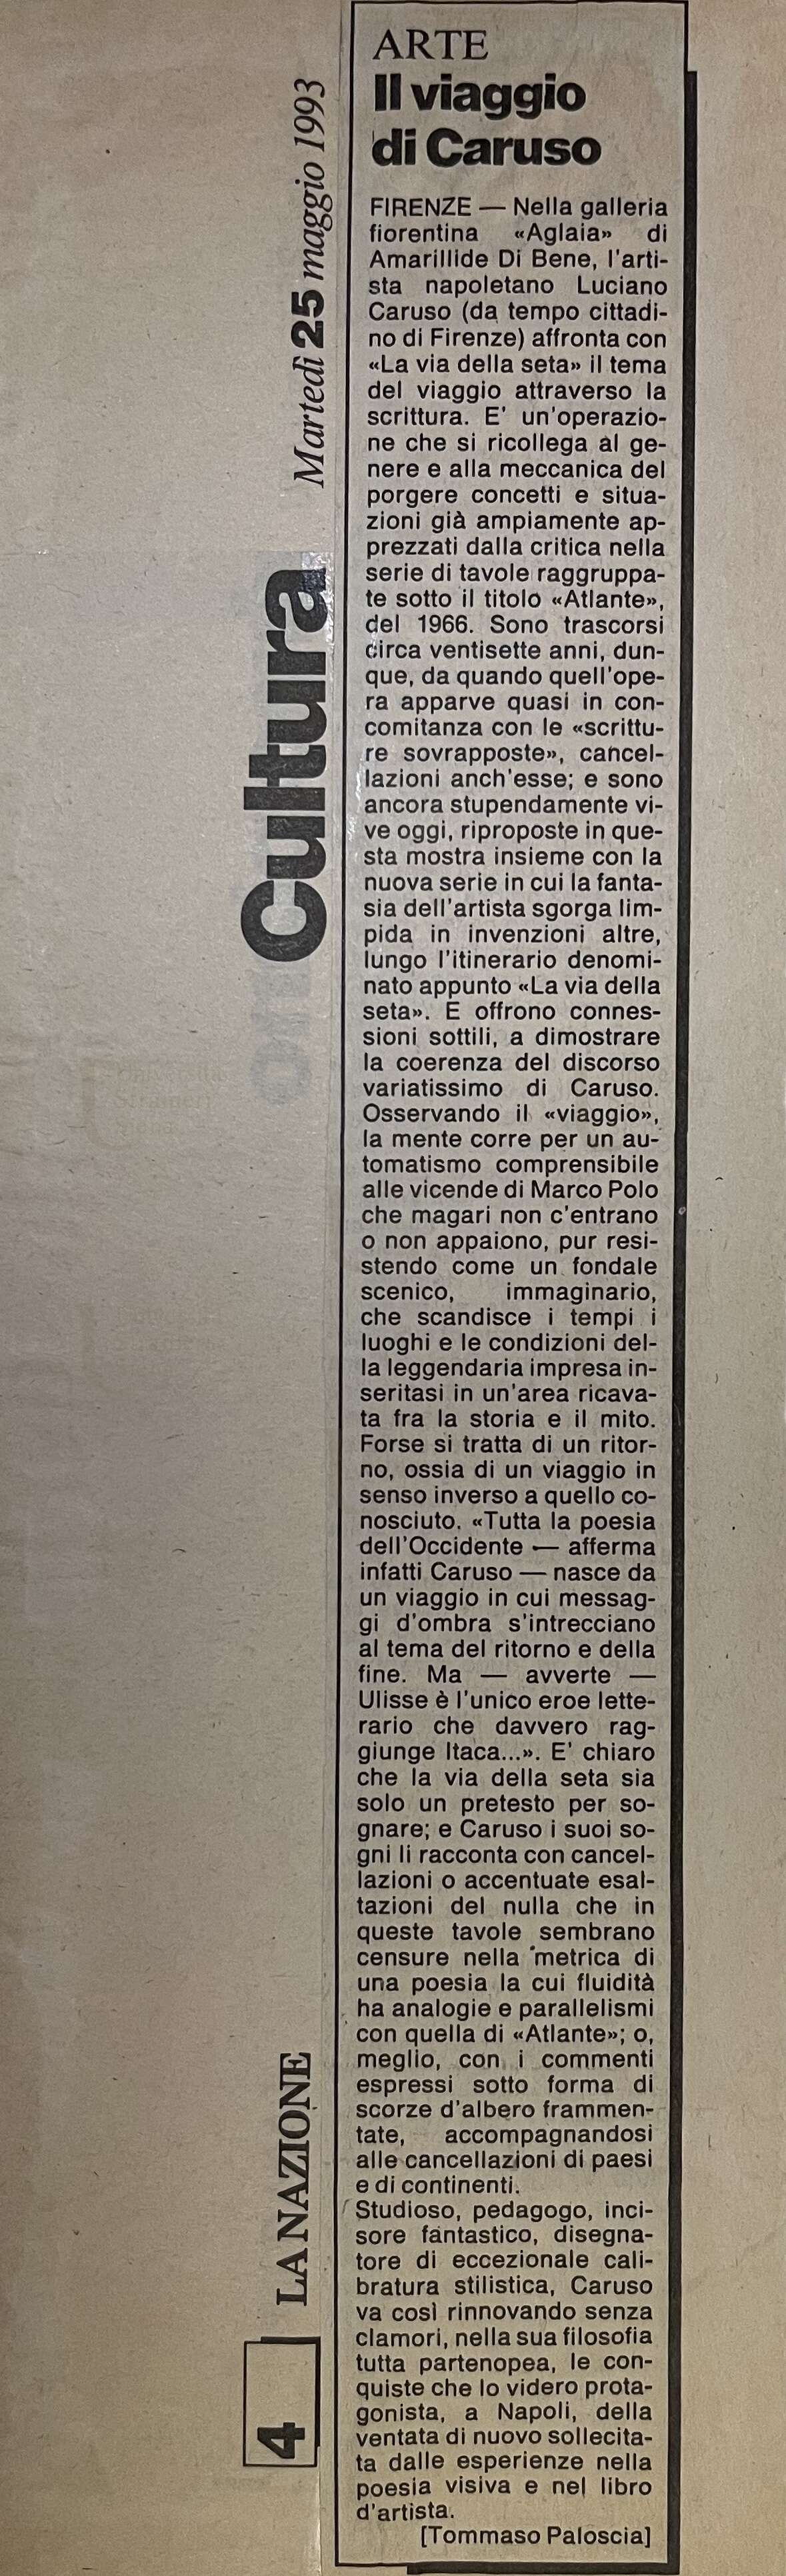 4
LA NAZIONE
Cultura
Martedì 25 maggio 1993
ARTE
Il viaggio
di Caruso
FIRENZE — Nella galleria
fiorentina «Aglaia» di
Amarillide Di Bene, l'arti-
sta napoletano Luciano
Caruso (da tempo cittadi-
no di Firenze) affronta con
«La via della seta» il tema
del viaggio attraverso la
scrittura. E' un'operazio-
ne che si ricollega al ge-
nere e alla meccanica del
porgere concetti e situa-
zioni già ampiamente ap-
prezzati dalla critica nella
serie di tavole raggruppa-
te sotto il titolo «Atlante»,
del 1966. Sono trascorsi
circa ventisette anni, dun-
que, da quando quell'ope-
ra apparve quasi in con-
comitanza con le «scrittu-
re sovrapposte», cancel-
lazioni anch'esse; e sono
ancora stupendamente vi-
ve oggi, riproposte in que-
sta mostra insieme con la
nuova serie in cui la fanta-
sia dell'artista sgorga lim-
pida in invenzioni altre,
lungo l'itinerario denomi-
nato appunto «La via della
seta». E offrono connes-
sioni sottili, a dimostrare
la coerenza del discorso
variatissimo di Caruso.
Osservando il «viaggio»,
la mente corre per un au-
tomatismo comprensibile
alle vicende di Marco Polo
che magari non c'entrano
o non appaiono, pur resi-
stendo come un fondale
scenico, immaginario,
che scandisce i tempi i
luoghi e le condizioni del-
la leggendaria impresa in-
seritasi in un'area ricava-
ta fra la storia e il mito.
Forse si tratta di un ritor-
no, ossia di un viaggio in
senso inverso a quello co-
nosciuto. «Tutta la poesia
dell'Occidente — afferma
infatti Caruso — nasce da
un viaggio in cui messag-
gi d'ombra s'intrecciano
al tema del ritorno e della
fine. Ma — avverte —
Ulisse è l'unico eroe lette-
rario che davvero rag-
giunge Itaca...». E' chiaro
che la via della seta sia
solo un pretesto per so-
gnare; e Caruso i suoi so-
gni li racconta con cancel-
lazioni o accentuate esal-
tazioni del nulla che in
queste tavole sembrano
censure nella metrica di
una poesia la cui fluidità
ha analogie e parallelismi
con quella di «Atlante»; o,
meglio, con i commenti
espressi sotto forma di
scorze d'albero frammen-
tate, accompagnandosi
alle cancellazioni di paesi
e di continenti.
Studioso, pedagogo, inci-
sore fantastico, disegna-
tore di eccezionale cali-
bratura stilistica, Caruso
va così rinnovando senza
clamori, nella sua filosofia
tutta partenopea, le con-
quiste che lo videro prota-
gonista, a Napoli, della
ventata di nuovo sollecita-
ta dalle esperienze nella
poesia visiva e nel libro
d'artista.
[Tommaso Paloscia]